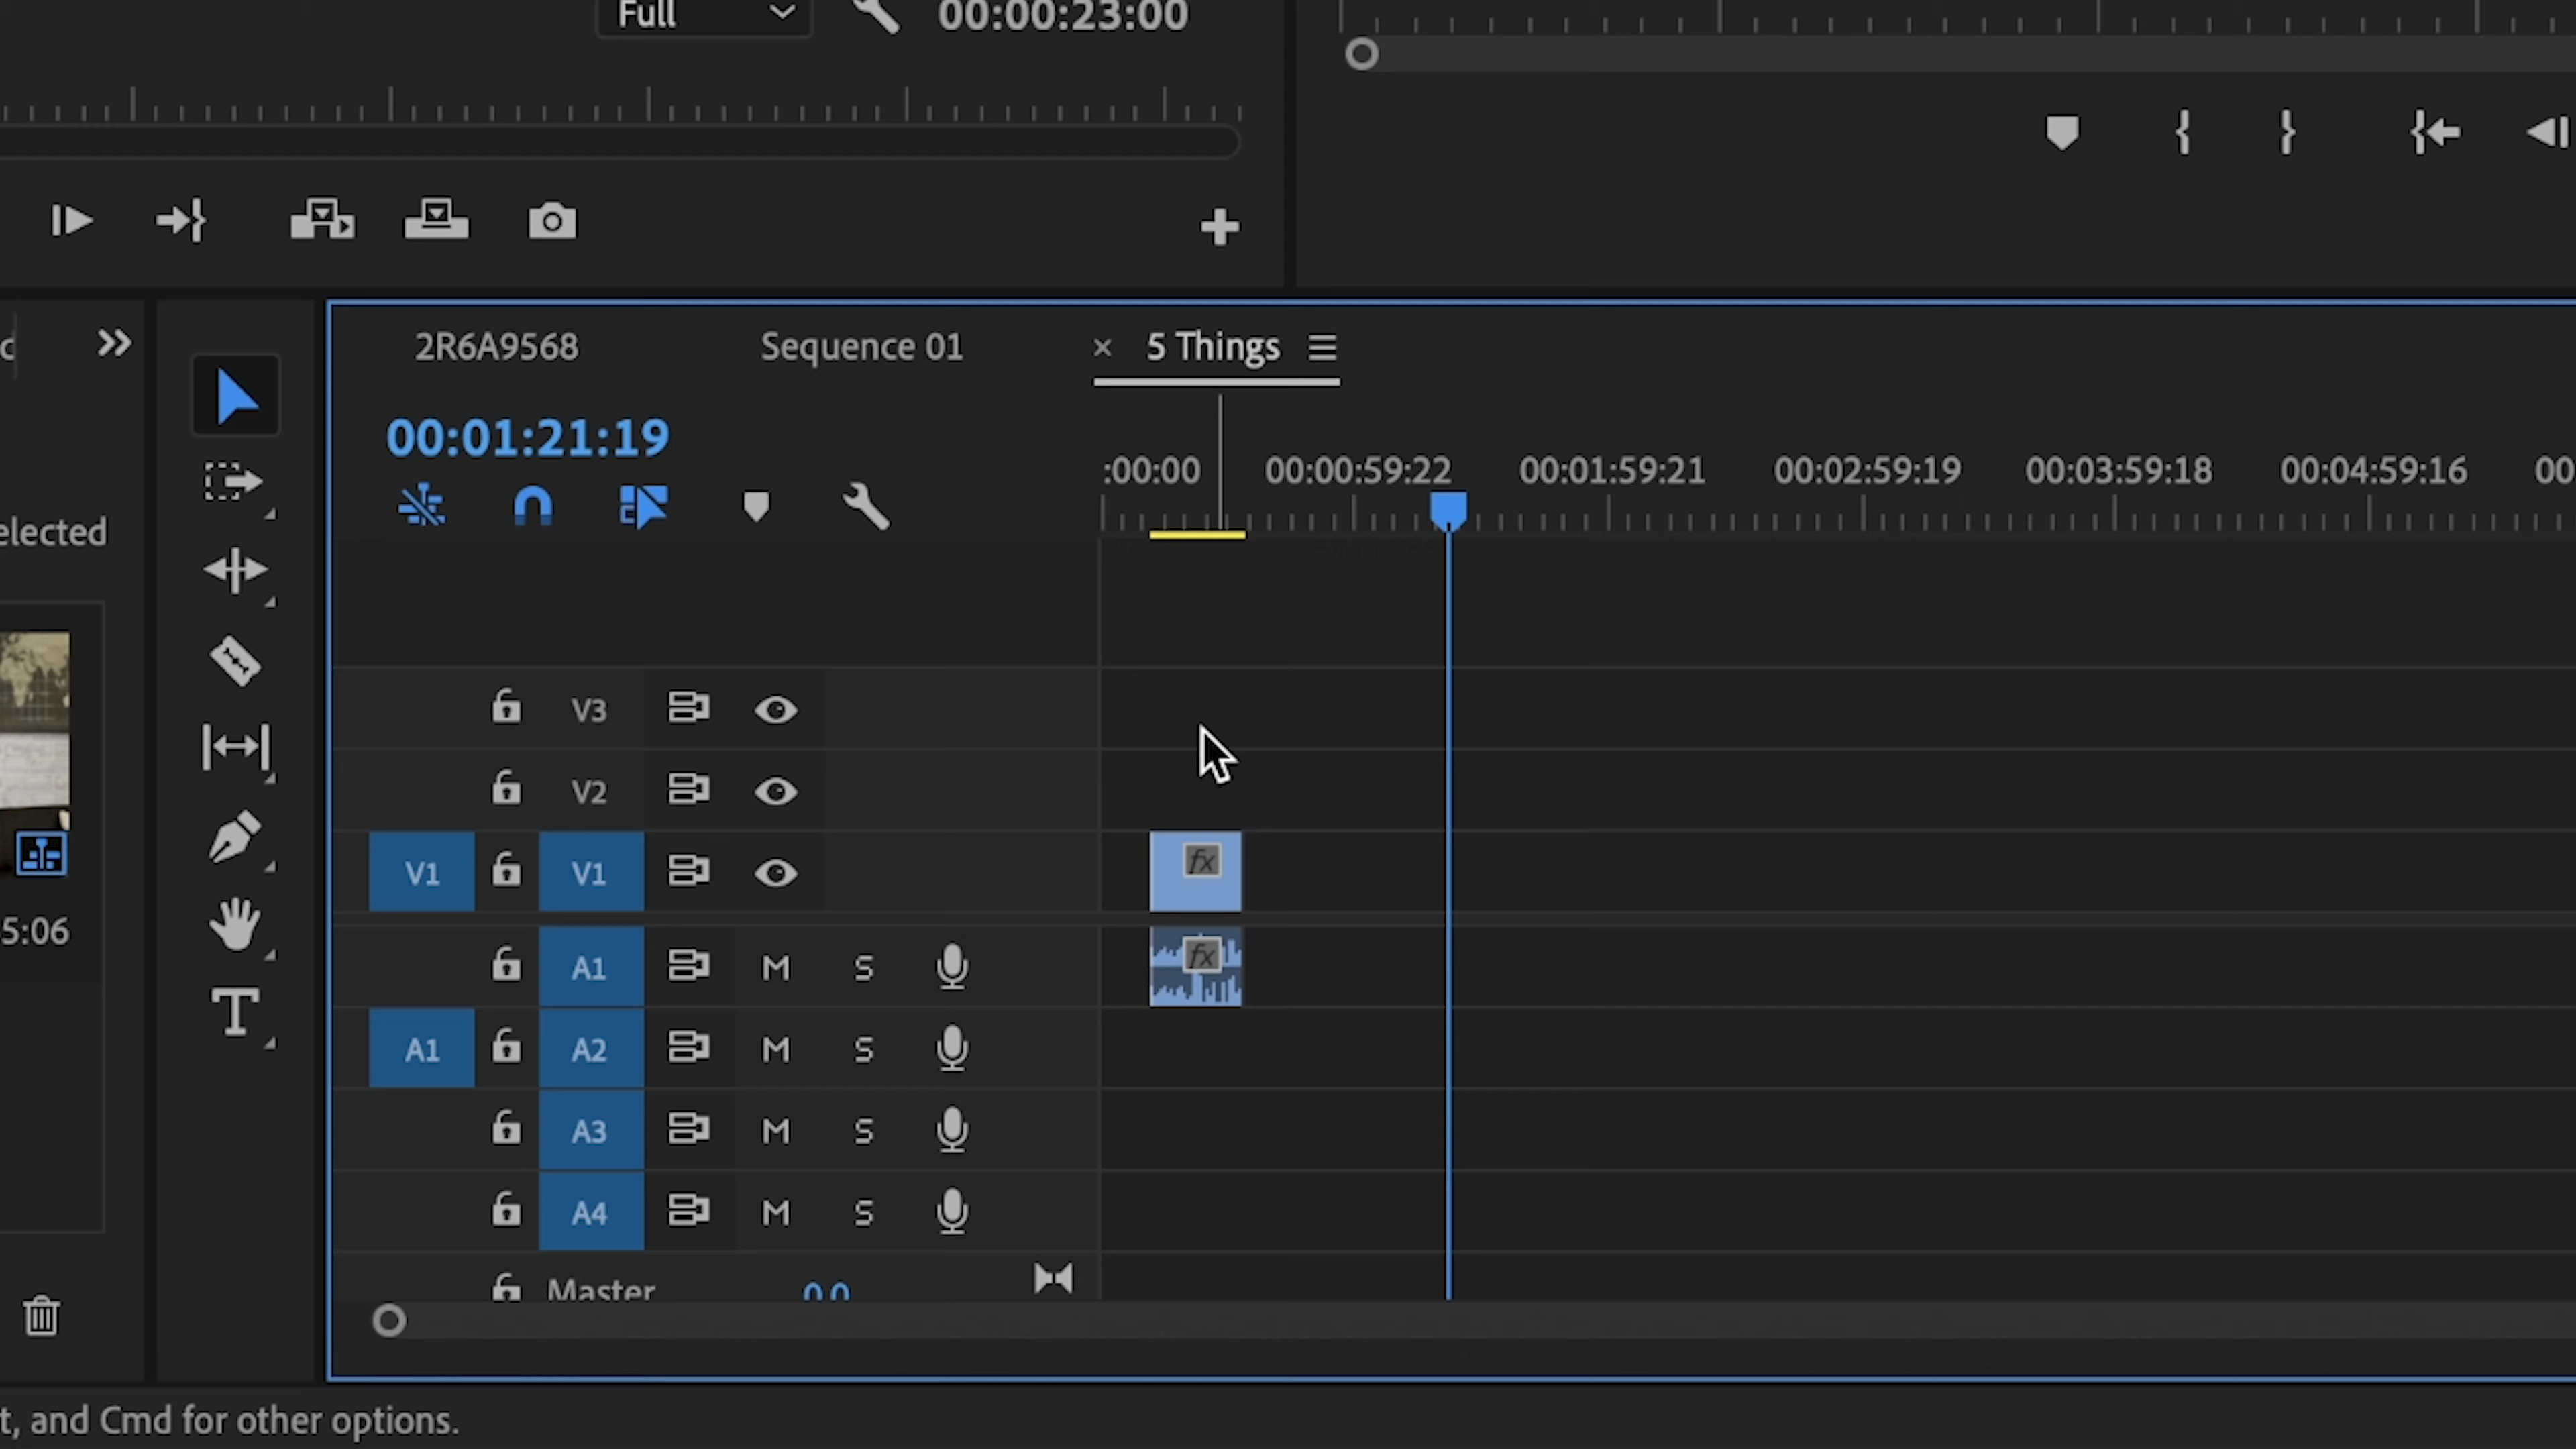 Full 00:00:23:00
2R6A9568 Sequence 01 × 5 Things
00:01:21:19
:00:00 00:00:59:22 00:01:59:21 00:02:59:19 00:03:59:18 00:04:59:16 00
elected
V3
V2
V1 V1 fx
5:06
A1 M S fx
A1 A2 M S
A3 M S
A4 M S
Master 0.0
t, and Cmd for other options.